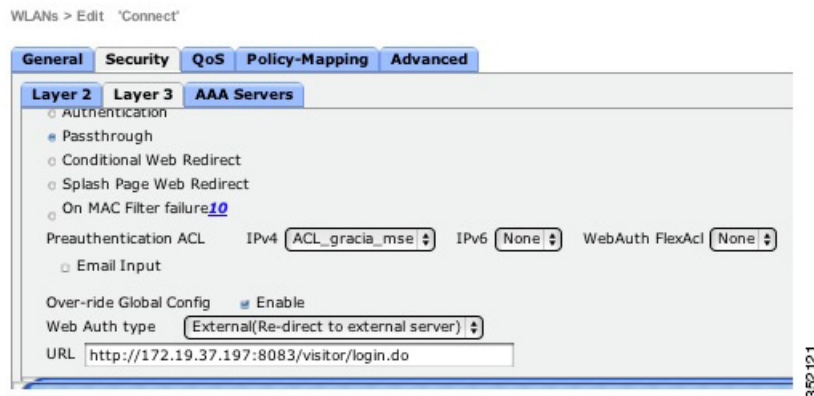 WLANs > Edit 'Connect'
General Security QoS Policy-Mapping Advanced
Layer 2 Layer 3 AAA Servers
Authentication
Passthrough
Conditional Web Redirect
Splash Page Web Redirect
On MAC Filter failure10
Preauthentication ACL IPv4 ACL_gracia_mse IPv6 None WebAuth FlexAcl None
Email Input
Over-ride Global Config Enable
Web Auth type External(Re-direct to external server)
URL http://172.19.37.197:8083/visitor/login.do
352121